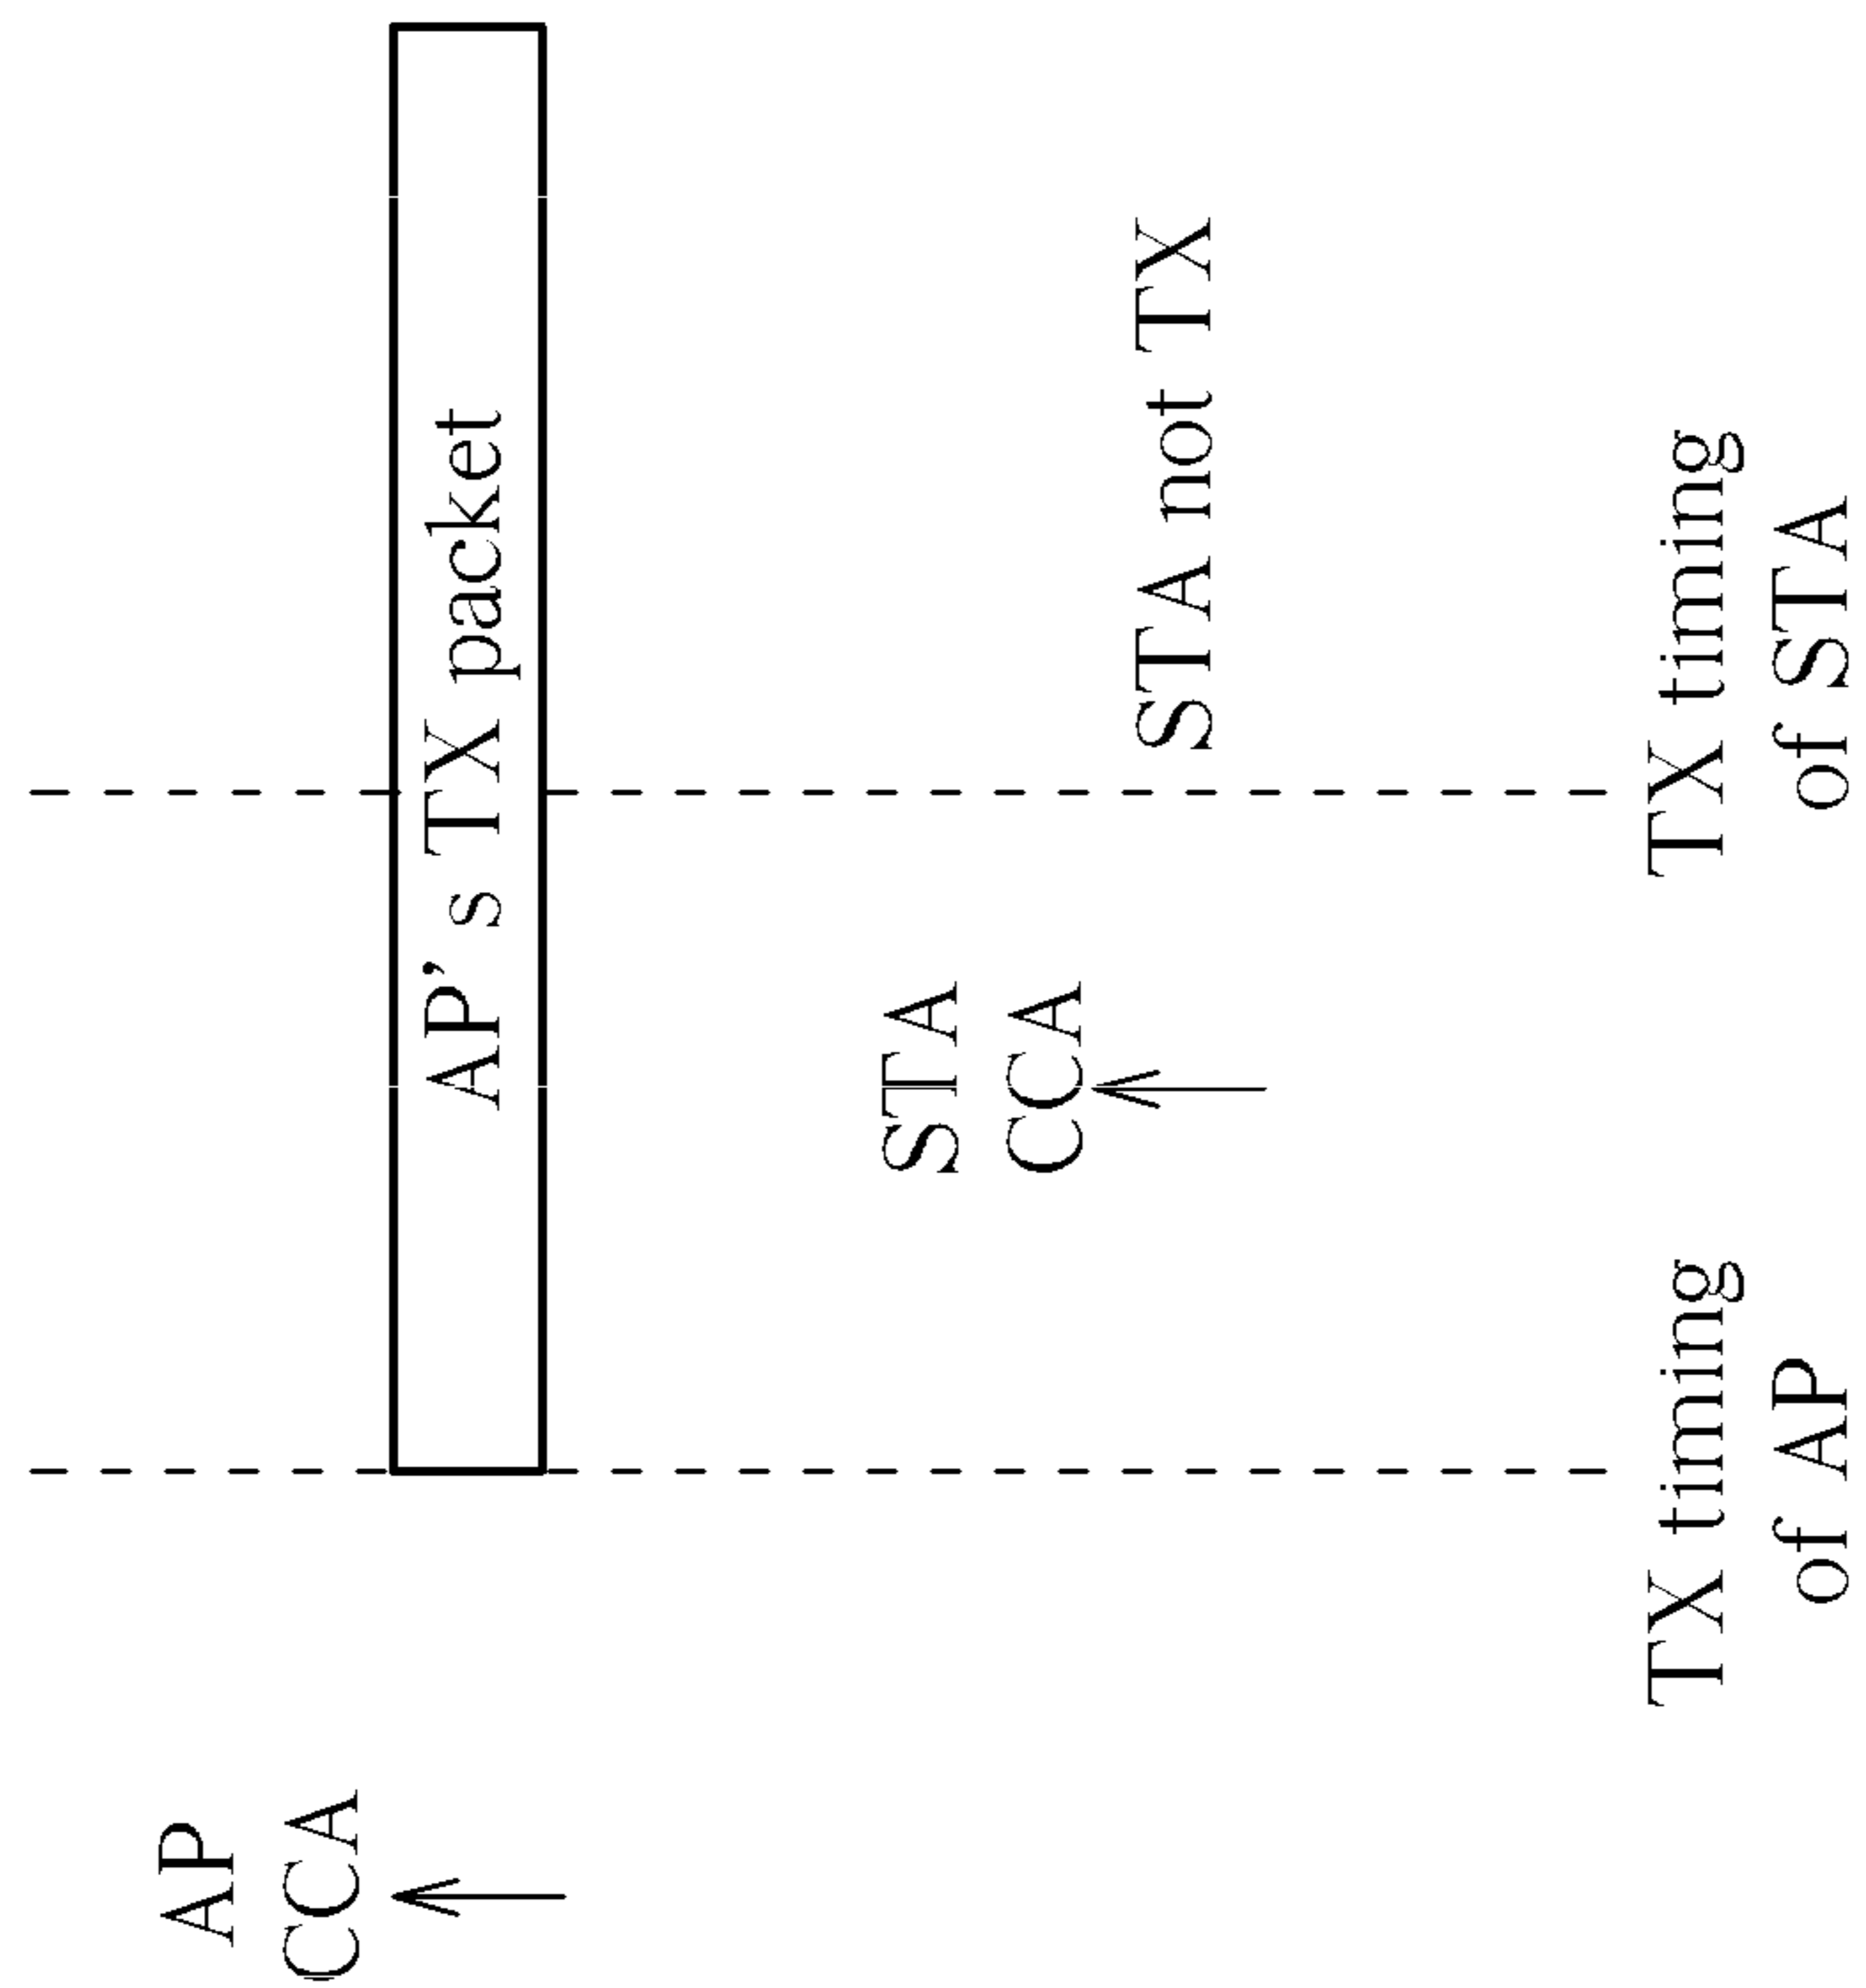 AP
CCA
AP's TX packet
STA
CCA
STA not TX
TX timing
of AP
TX timing
of STA